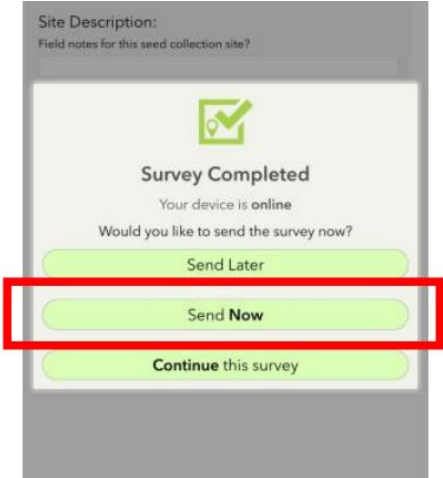 Site Description:
Field notes for this seed collection site?
Survey Completed
Your device is online
Would you like to send the survey now?
Send Later
Send Now
Continue this survey